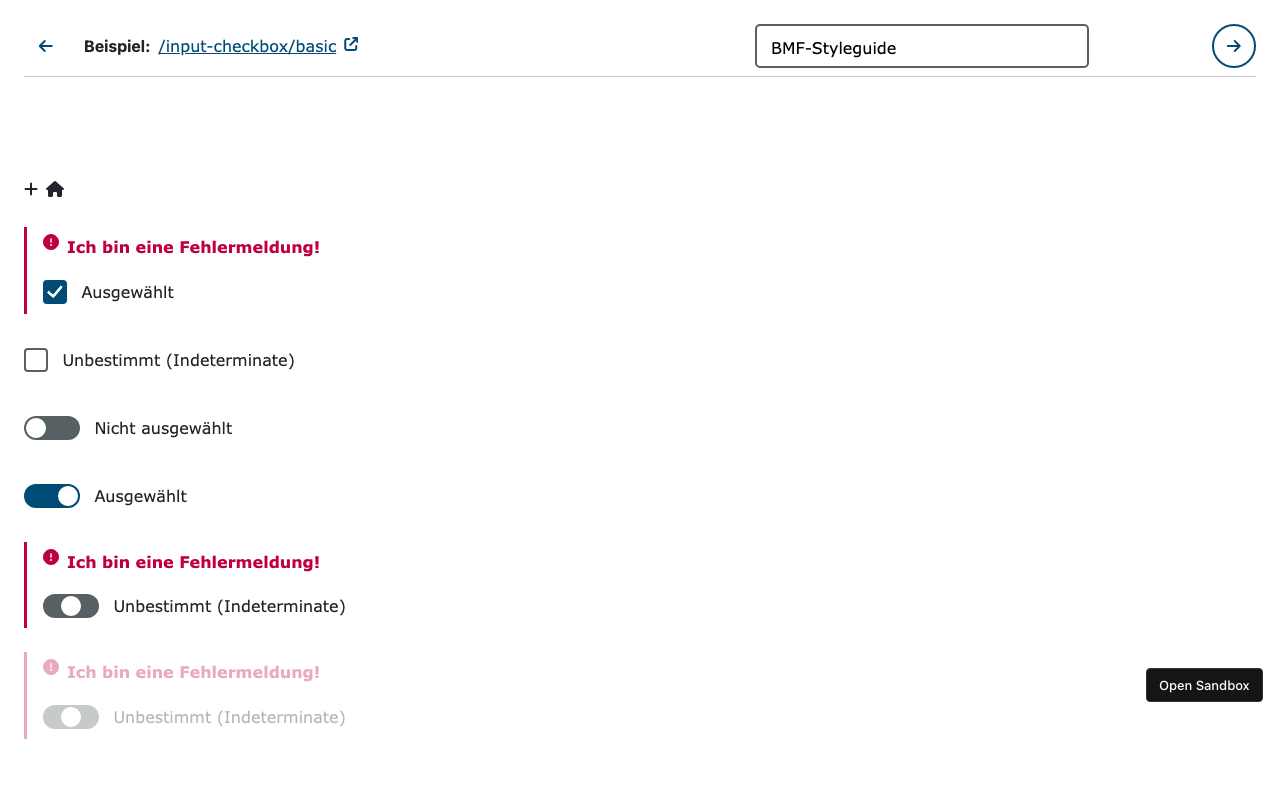 Beispiel: /input-checkbox/basic
BMF-Styleguide
Ich bin eine Fehlermeldung!
Ausgewählt
Unbestimmt (Indeterminate)
Nicht ausgewählt
Ausgewählt
Ich bin eine Fehlermeldung!
Unbestimmt (Indeterminate)
Ich bin eine Fehlermeldung!
Open Sandbox
Unbestimmt (Indeterminate)